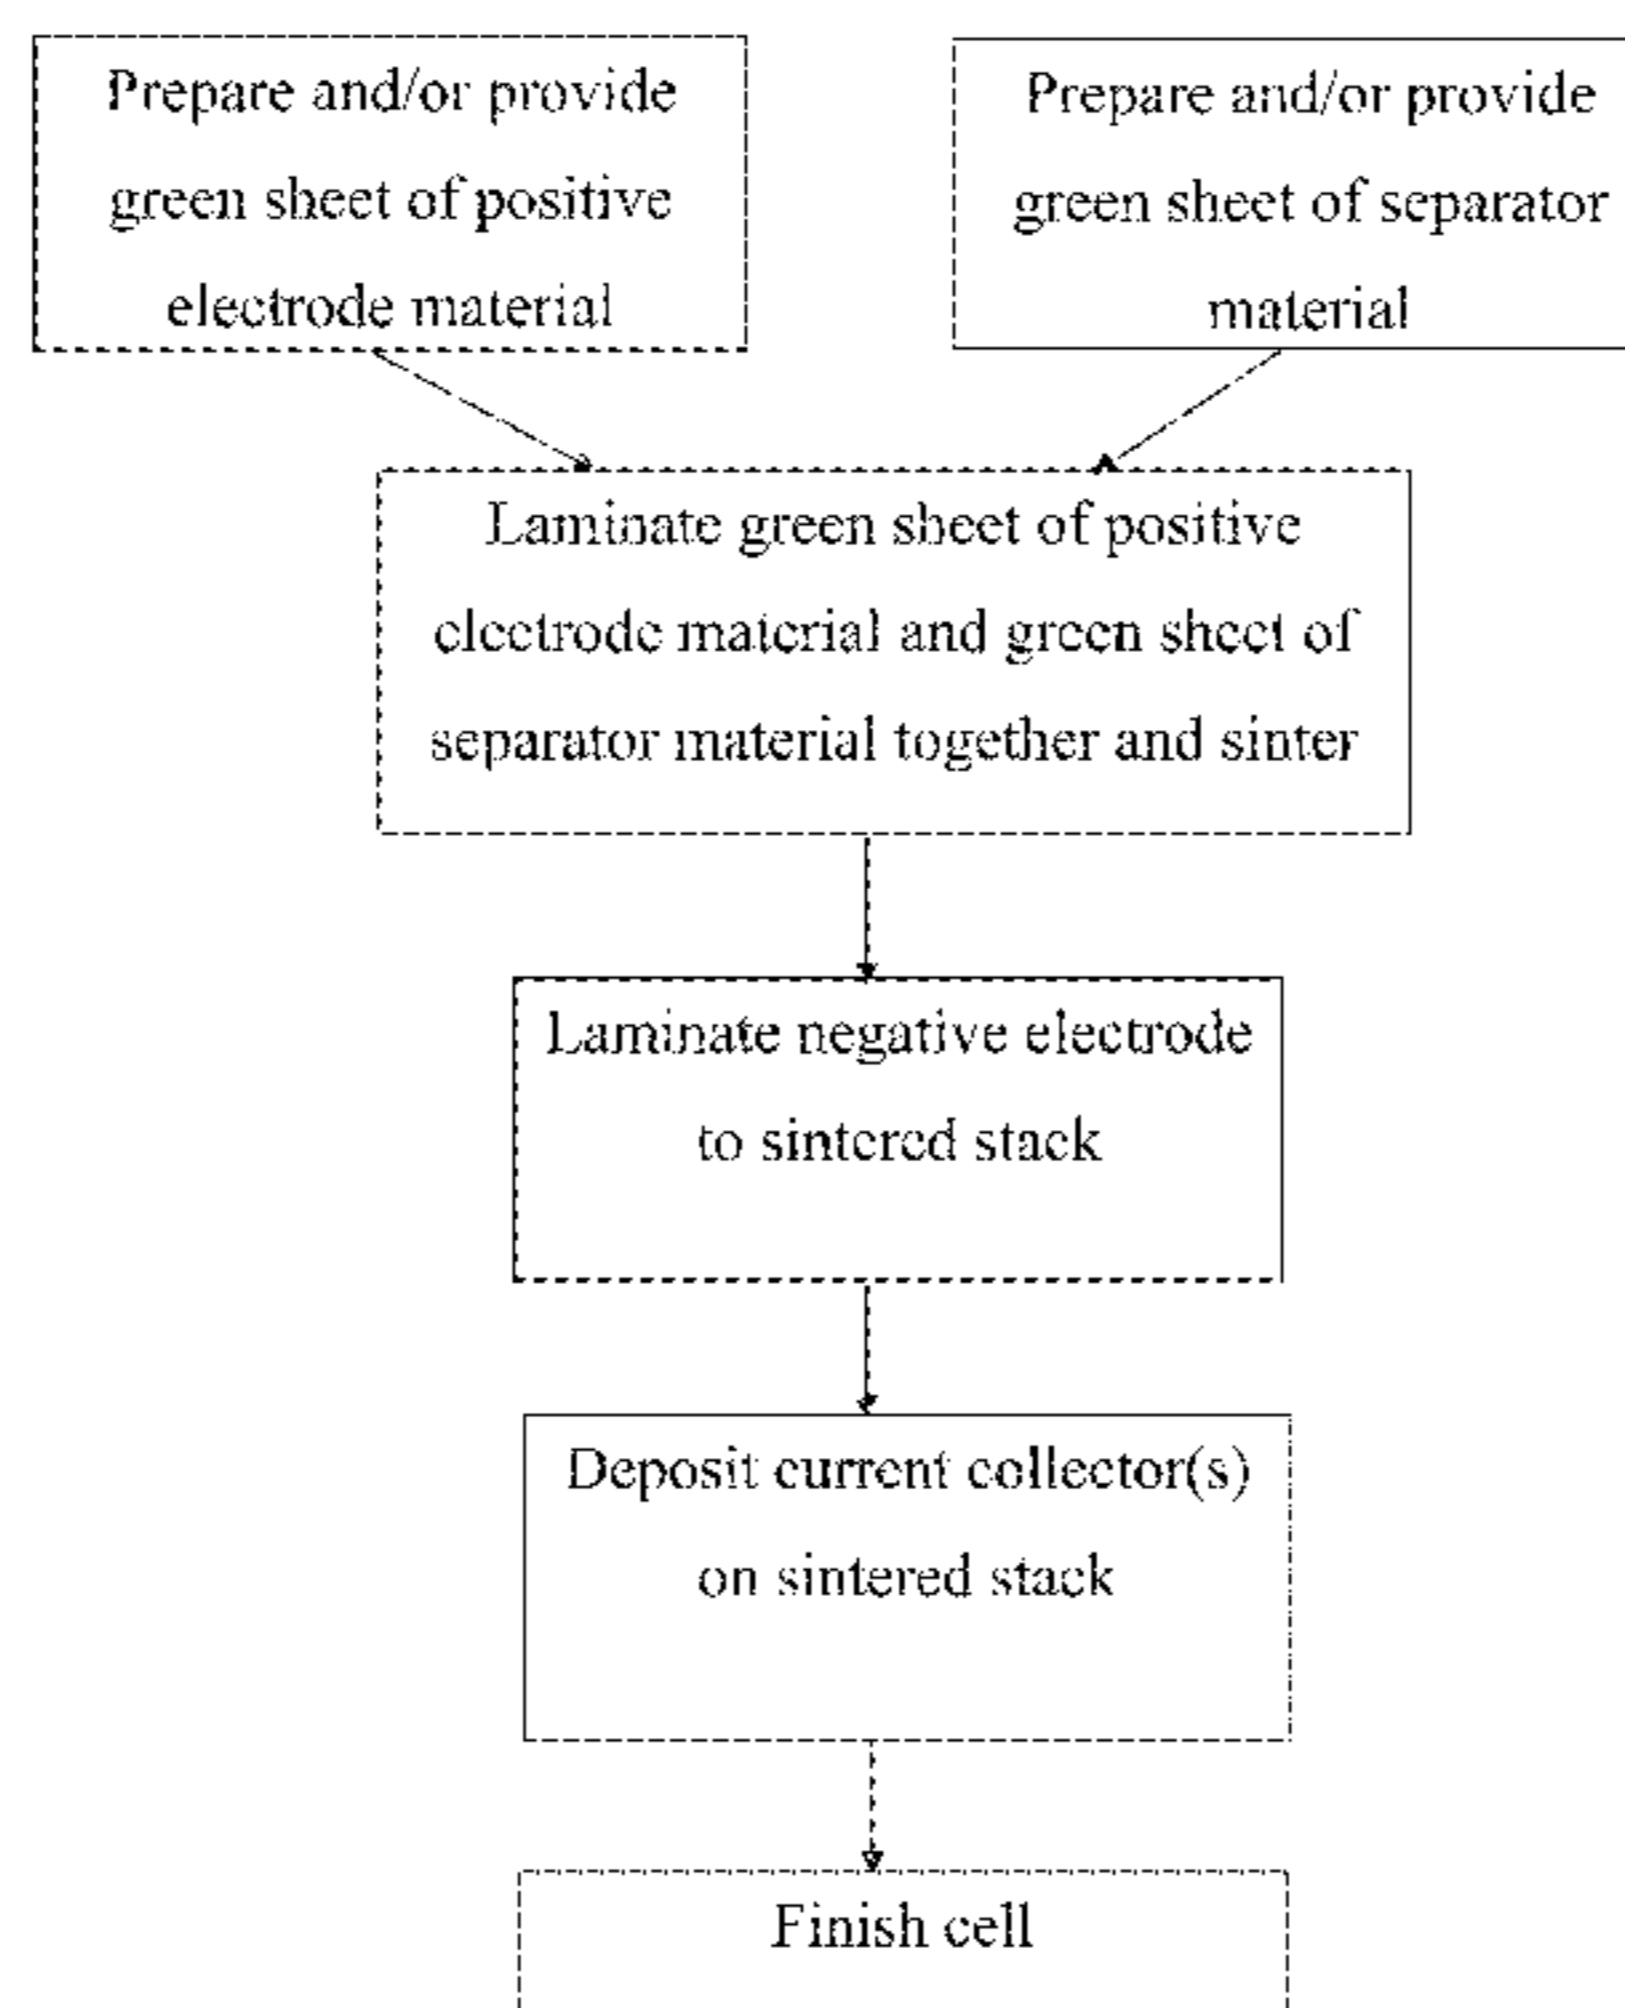 Prepare and/or provide
green sheet of positive
electrode material
Prepare and/or provide
green sheet of separator
material
Laminate green sheet of positive
electrode material and green sheet of
separator material together and sinter
Laminate negative electrode
to sintered stack
Deposit current collector(s)
on sintered stack
Finish cell